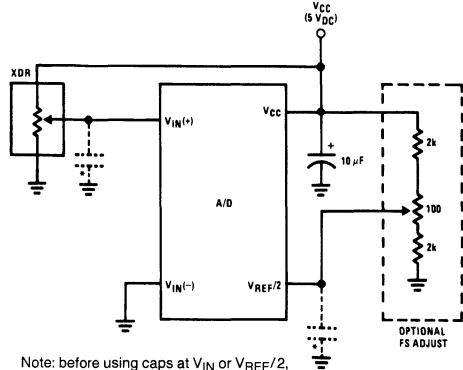 VCC
(5 VDC)
XDR
VIN(+)
VCC
2k
+
10 µF
*
A/D
100
2k
VIN(−)
VREF/2
*
OPTIONAL
FS ADJUST
Note: before using caps at VIN or VREF/2,